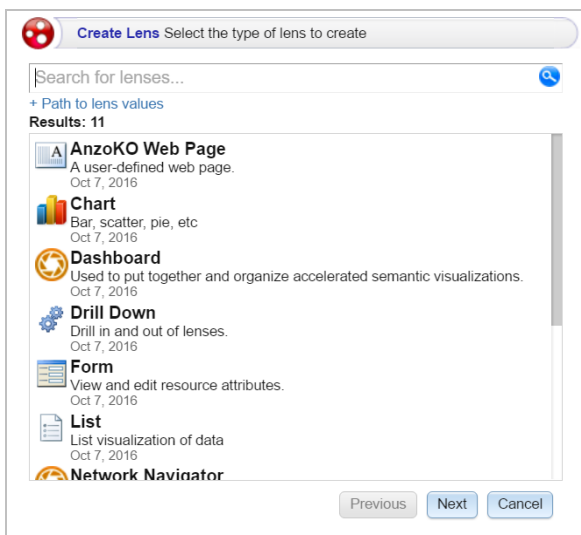 Create Lens Select the type of lens to create
Search for lenses...
+ Path to lens values
Results: 11
AnzoKO Web Page
A user-defined web page.
Oct 7, 2016
Chart
Bar, scatter, pie, etc
Oct 7, 2016
Dashboard
Used to put together and organize accelerated semantic visualizations.
Oct 7, 2016
Drill Down
Drill in and out of lenses.
Oct 7, 2016
Form
View and edit resource attributes.
Oct 7, 2016
List
List visualization of data
Oct 7, 2016
Network Navigator
Previous Next Cancel